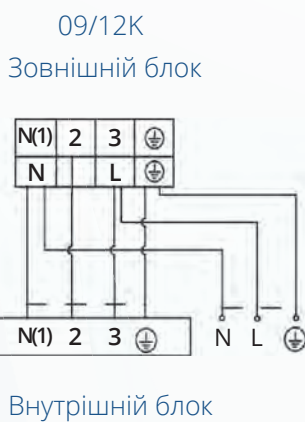 09/12K
Зовнішній блок
N(1) 2 3
N L
N(1) 2 3 N L
Внутрішній блок